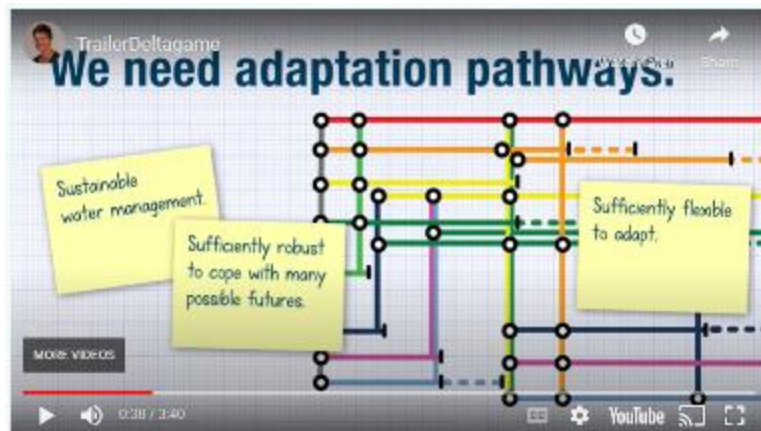 TrailerDeltagame
Share
We need adaptation pathways.
Sustainable
water management.
Sufficiently robust
to cope with many
possible futures.
Sufficiently flexible
to adapt.
MORE VIDEOS
0:38 / 3:40
CC
YouTube